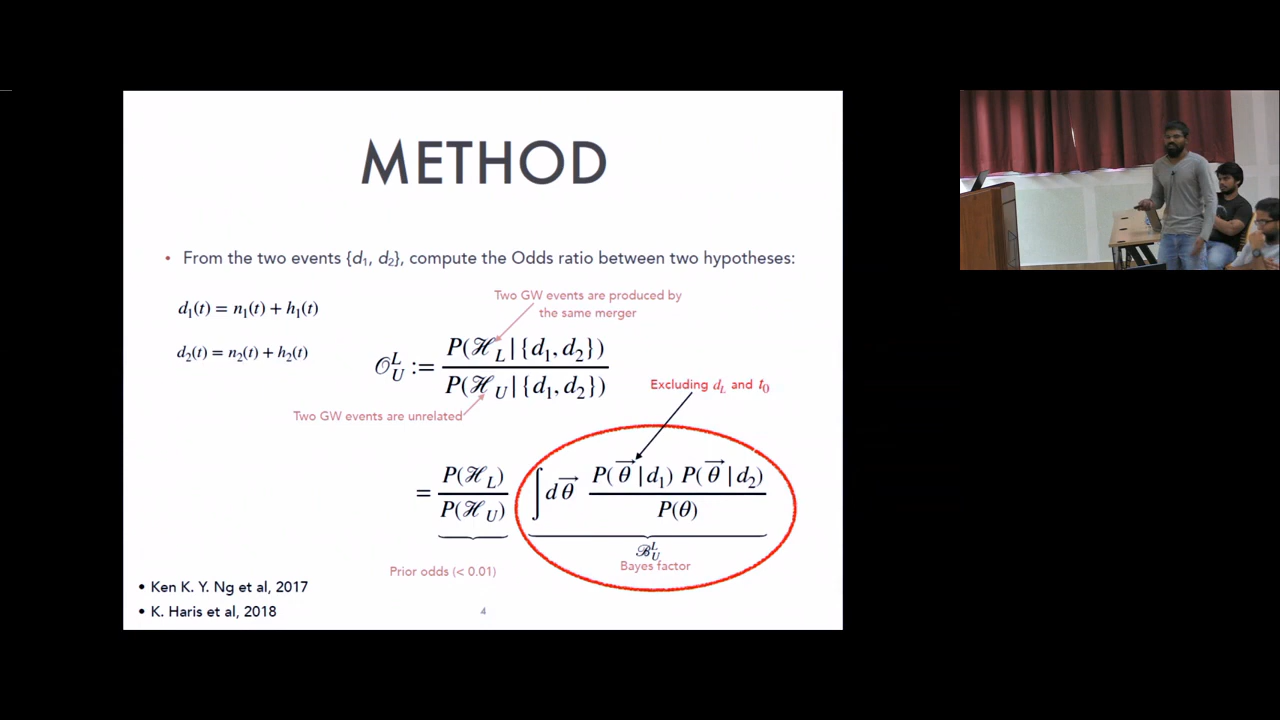 METHOD
• From the two events {d₁, d₂}, compute the Odds ratio between two hypotheses:
Two GW events are produced by
the same merger
d₁(t) = n₁(t) + h₁(t)
d₂(t) = n₂(t) + h₂(t)
𝒪ᴸᵤ := P(ℋ_L | {d₁, d₂}) / P(ℋ_U | {d₁, d₂})
Excluding d_L and t₀
Two GW events are unrelated
= P(ℋ_L) / P(ℋ_U) ∫ dθ⃗ P(θ⃗ | d₁) P(θ⃗ | d₂) / P(θ)
ℬᴸᵤ
Bayes factor
Prior odds (< 0.01)
• Ken K. Y. Ng et al, 2017
• K. Haris et al, 2018
4